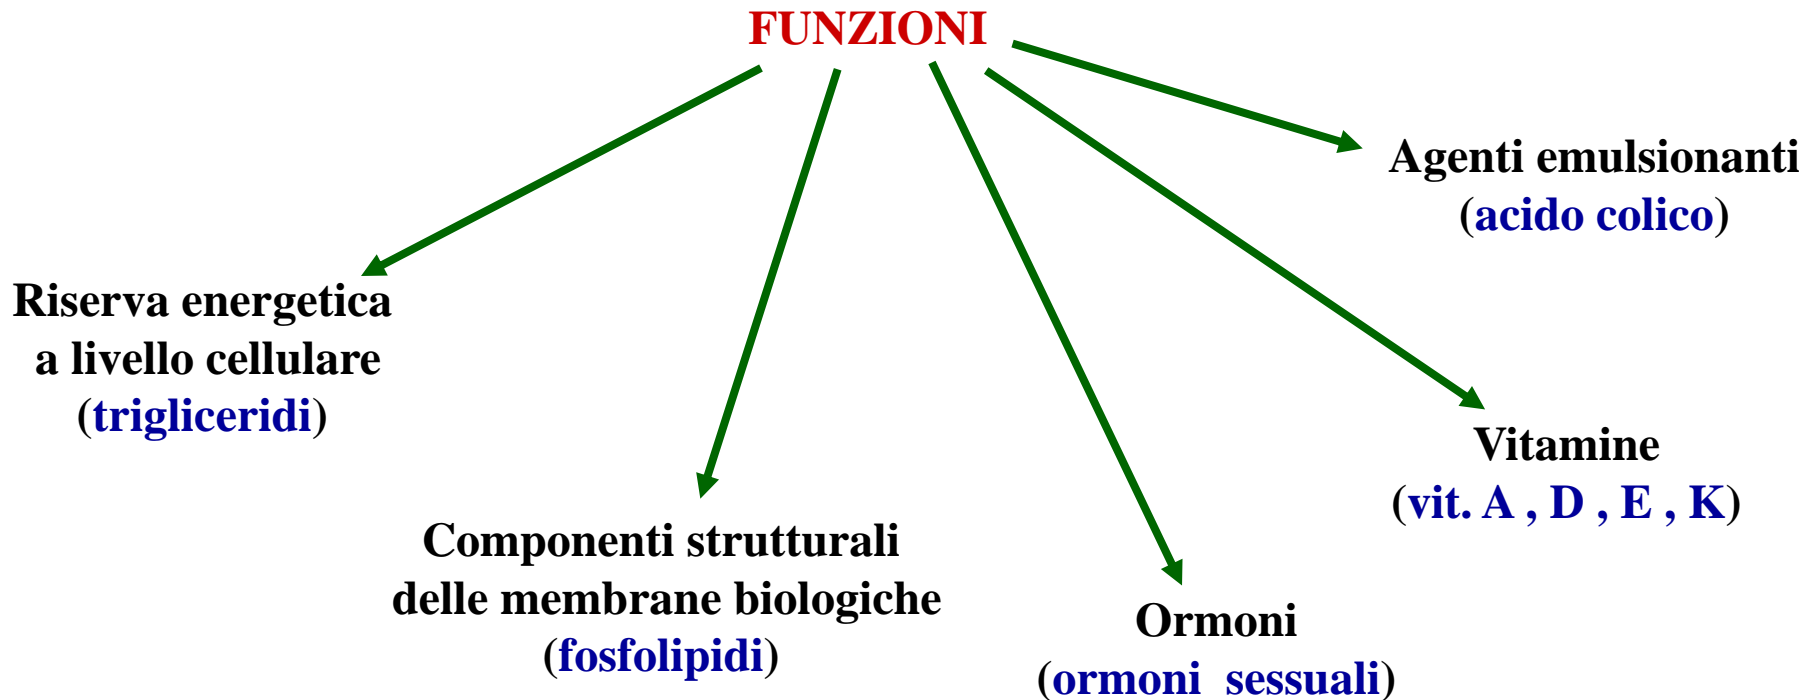 FUNZIONI
Riserva energetica
a livello cellulare
(trigliceridi)
Componenti strutturali
delle membrane biologiche
(fosfolipidi)
Ormoni
(ormoni sessuali)
Vitamine
(vit. A , D , E , K)
Agenti emulsionanti
(acido colico)